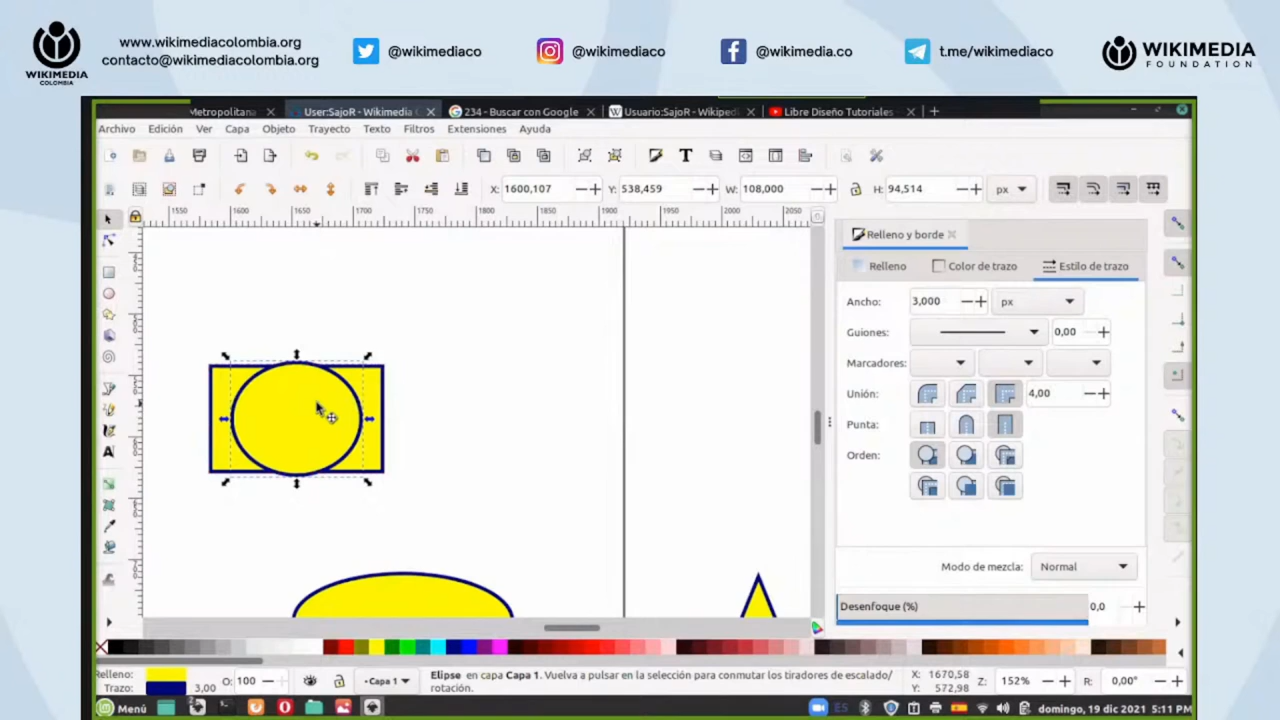 WIKIMEDIA
COLOMBIA
www.wikimediacolombia.org
contacto@wikimediacolombia.org
@wikimediaco
@wikimediaco
@wikimedia.co
t.me/wikimediaco
WIKIMEDIA
FOUNDATION
Metropolitana
User:SajoR - Wikimedia
234 - Buscar con Google
Usuario:SajoR - Wikiped
Libre Diseño Tutoriales
Archivo Edición Ver Capa Objeto Trayecto Texto Filtros Extensiones Ayuda
X: 1600,107 Y: 538,459 W: 108,000 H: 94,514 px
1550 1600 1650 1700 1750 1800 1850 1900 1950 2000 2050
Relleno y borde
Relleno Color de trazo Estilo de trazo
Ancho: 3,000 px
Guiones: 0,00
Marcadores:
Unión: 4,00
Punta:
Orden:
Modo de mezcla: Normal
Desenfoque (%) 0,0
Relleno:
Trazo: 3,00
O: 100
Capa 1
Elipse en capa Capa 1. Vuelva a pulsar en la selección para conmutar los tiradores de escalado/
rotación.
X: 1670,58
Y: 572,98
Z: 152%
R: 0,00°
Menú
ES
domingo, 19 dic 2021 5:11 PM